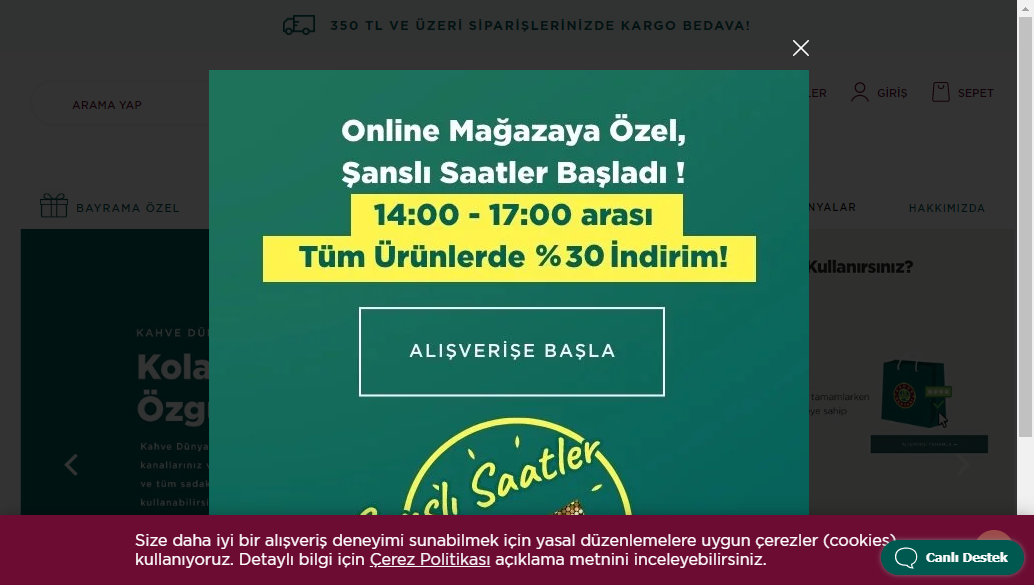 350 TL VE ÜZERİ SİPARİŞLERİNİZDE KARGO BEDAVA!
ARAMA YAP
GİRİŞ
SEPET
Online Mağazaya Özel,
Şanslı Saatler Başladı !
14:00 - 17:00 arası
Tüm Ürünlerde %30 İndirim!
BAYRAMA ÖZEL
HAKKIMIZDA
Kullanırsınız?
ALIŞVERİŞE BAŞLA
KAHVE DÜ
Kola
Özg
Kahve Dünya
kanallarınız v
ve tüm sadak
kullanabilirsi
tamamlarken
ye sahip
Şanslı Saatler
Size daha iyi bir alışveriş deneyimi sunabilmek için yasal düzenlemelere uygun çerezler (cookies)
kullanıyoruz. Detaylı bilgi için Çerez Politikası açıklama metnini inceleyebilirsiniz.
Canlı Destek